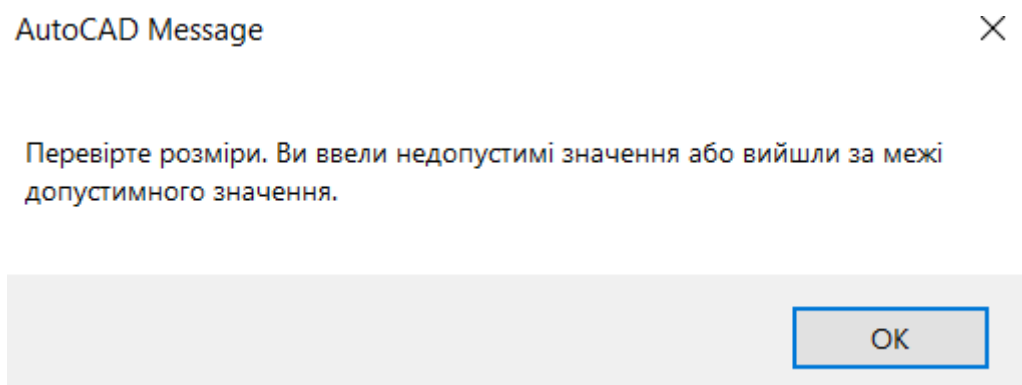 AutoCAD Message
Перевірте розміри. Ви ввели недопустимі значення або вийшли за межі
допустимного значення.
OK